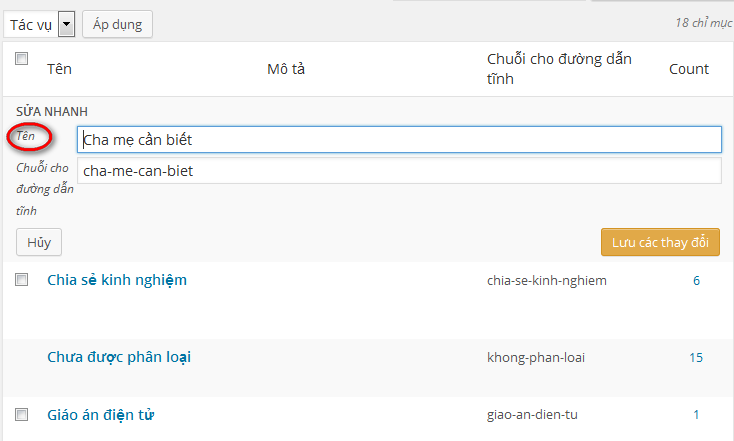 Tác vụ Áp dụng 18 chỉ mục
Tên Mô tả Chuỗi cho đường dẫn tĩnh Count
SỬA NHANH
Tên Cha mẹ cần biết
Chuỗi cho đường dẫn tĩnh cha-me-can-biet
Hủy Lưu các thay đổi
Chia sẻ kinh nghiệm chia-se-kinh-nghiem 6
Chưa được phân loại khong-phan-loai 15
Giáo án điện tử giao-an-dien-tu 1